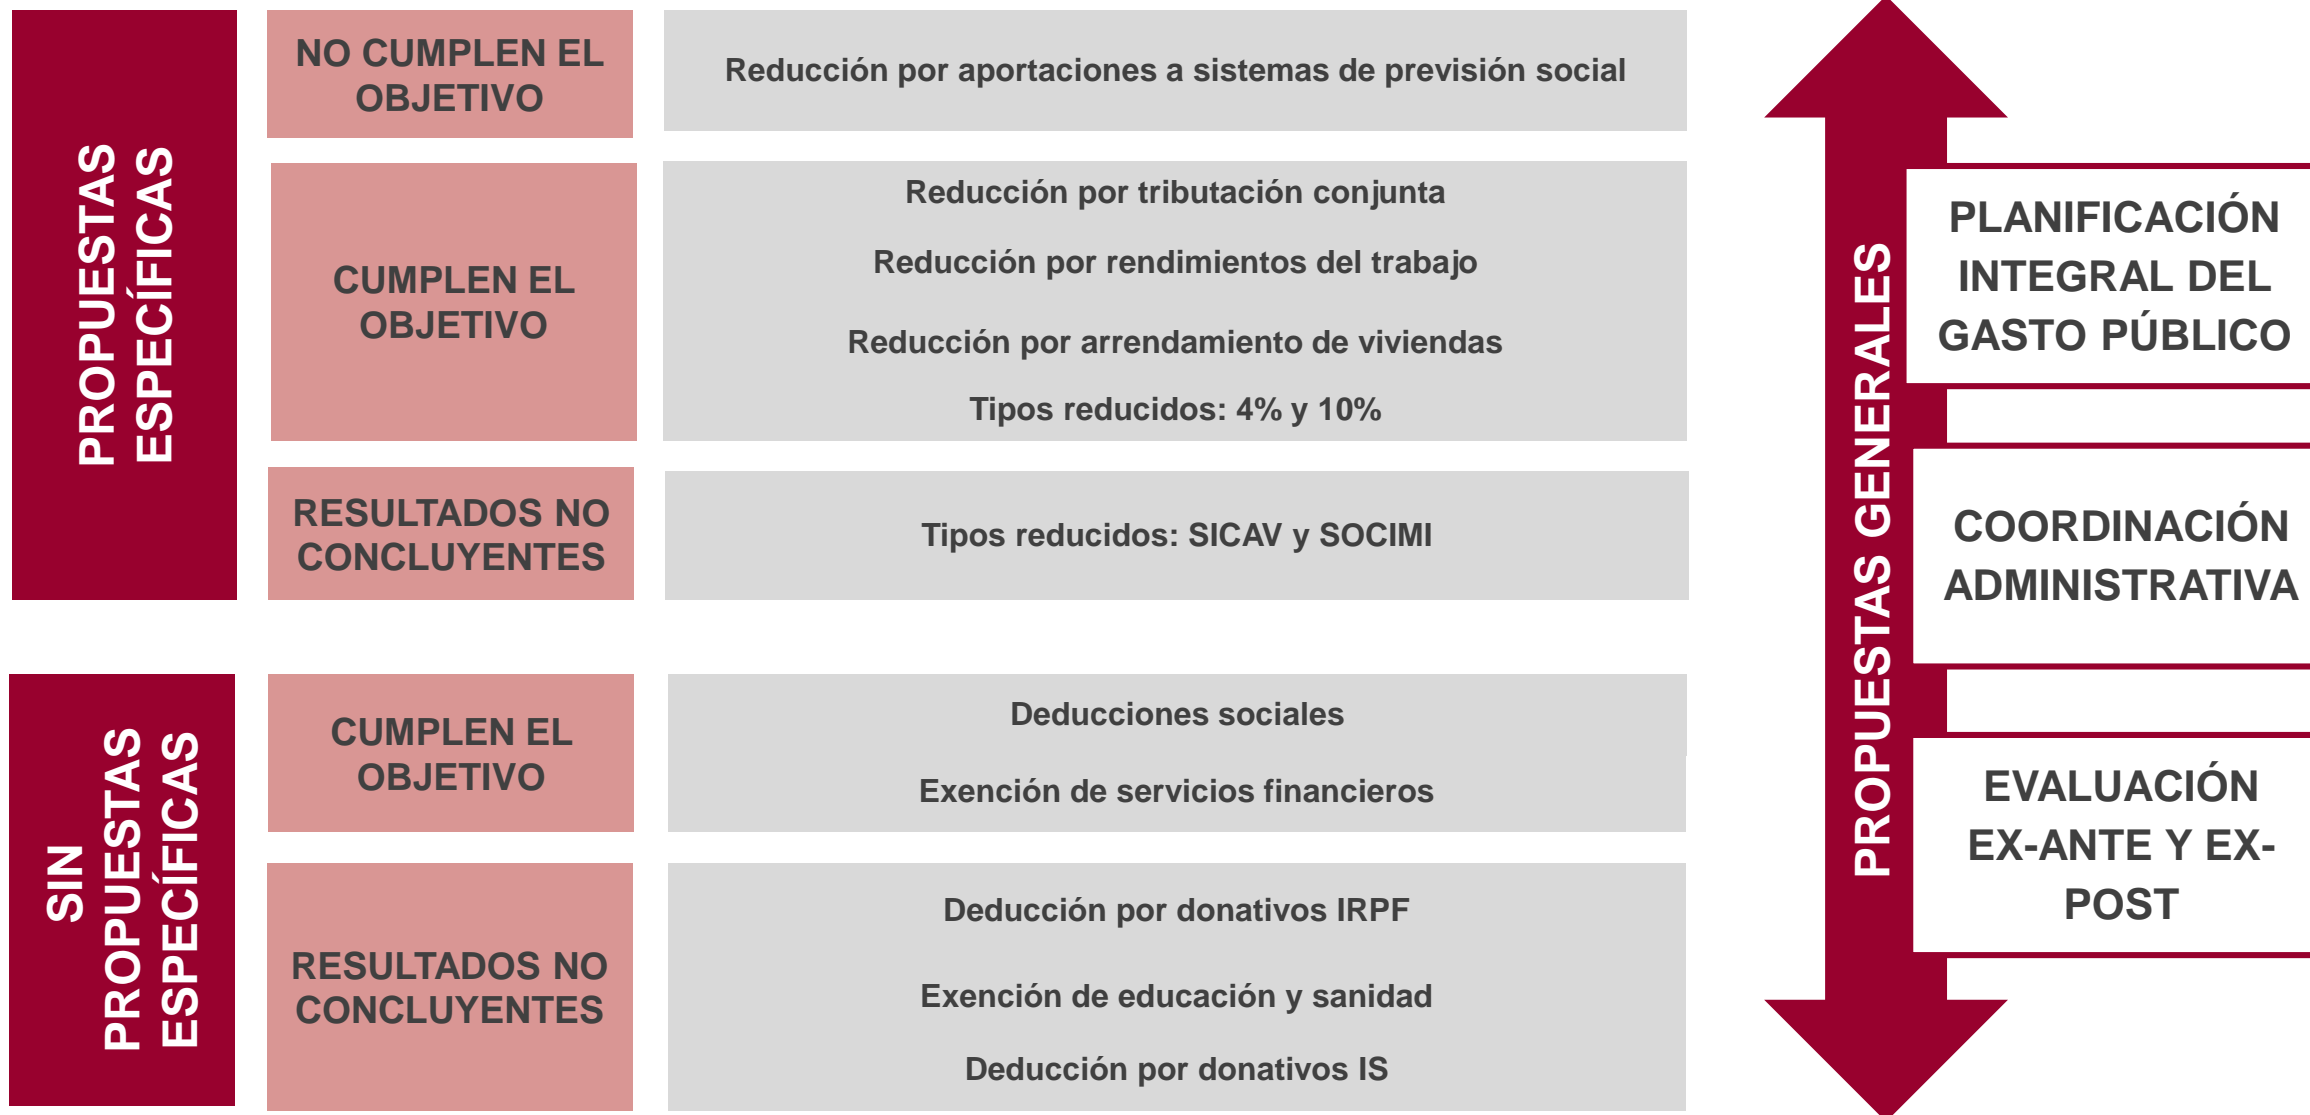 PROPUESTAS
ESPECÍFICAS
NO CUMPLEN EL
OBJETIVO
Reducción por aportaciones a sistemas de previsión social
CUMPLEN EL
OBJETIVO
Reducción por tributación conjunta
Reducción por rendimientos del trabajo
Reducción por arrendamiento de viviendas
Tipos reducidos: 4% y 10%
RESULTADOS NO
CONCLUYENTES
Tipos reducidos: SICAV y SOCIMI
SIN
PROPUESTAS
ESPECÍFICAS
CUMPLEN EL
OBJETIVO
Deducciones sociales
Exención de servicios financieros
RESULTADOS NO
CONCLUYENTES
Deducción por donativos IRPF
Exención de educación y sanidad
Deducción por donativos IS
PROPUESTAS GENERALES
PLANIFICACIÓN
INTEGRAL DEL
GASTO PÚBLICO
COORDINACIÓN
ADMINISTRATIVA
EVALUACIÓN
EX-ANTE Y EX-
POST